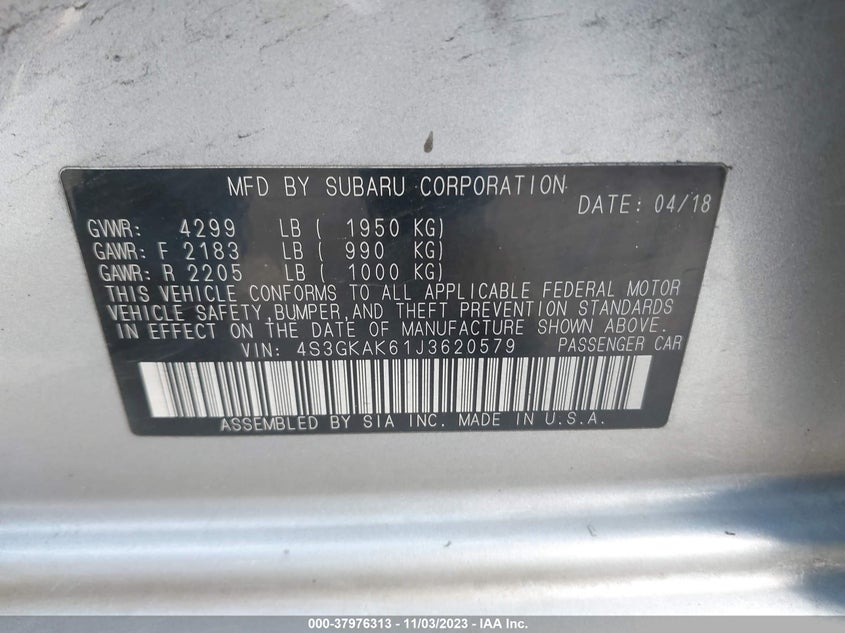 MFD BY SUBARU CORPORATION
DATE: 04/18
GVWR: 4299 LB ( 1950 KG)
GAWR: F 2183 LB ( 990 KG)
GAWR: R 2205 LB ( 1000 KG)
THIS VEHICLE CONFORMS TO ALL APPLICABLE FEDERAL MOTOR
VEHICLE SAFETY,BUMPER,AND THEFT PREVENTION STANDARDS
IN EFFECT ON THE DATE OF MANUFACTURE SHOWN ABOVE.
VIN: 4S3GKAK61J3620579 PASSENGER CAR
ASSEMBLED BY SIA INC. MADE IN U.S.A.
000-37976313 - 11/03/2023 - IAA Inc.